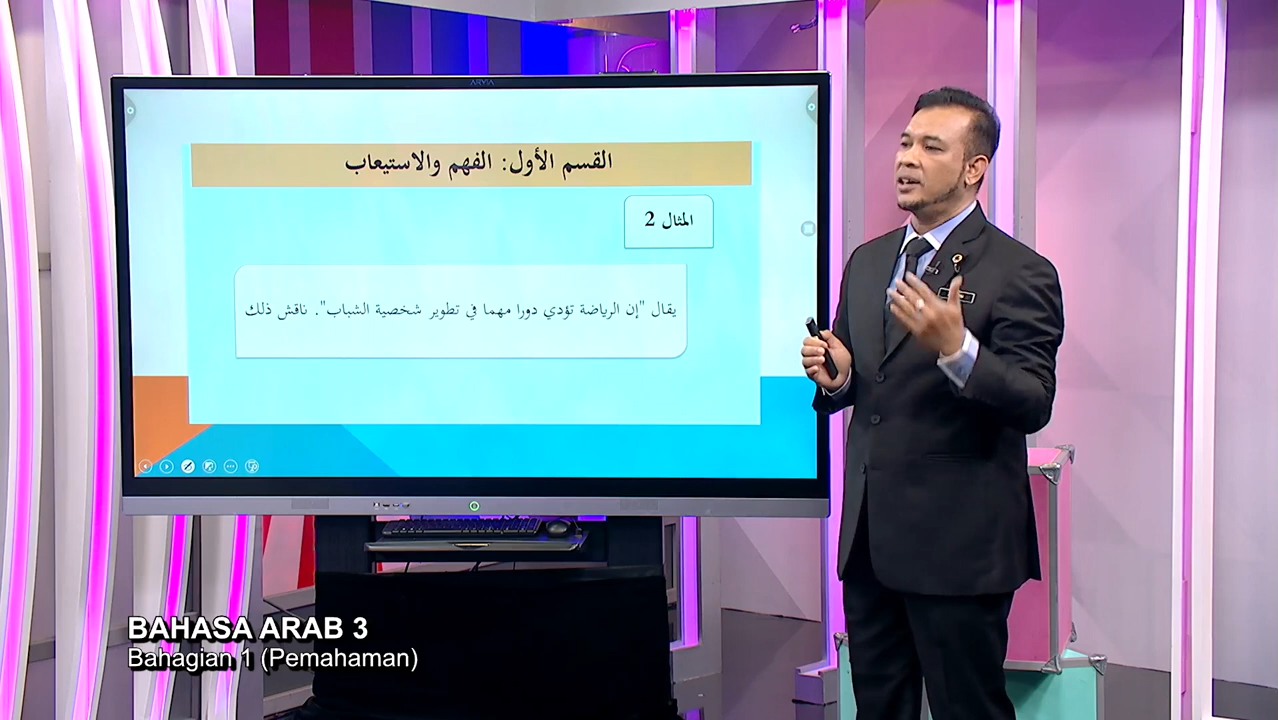 ARVIA
القسم الأول: الفهم والاستيعاب
المثال 2
يقال "إن الرياضة تؤدي دورا مهما في تطوير شخصية الشباب". ناقش ذلك
BAHASA ARAB 3
Bahagian 1 (Pemahaman)